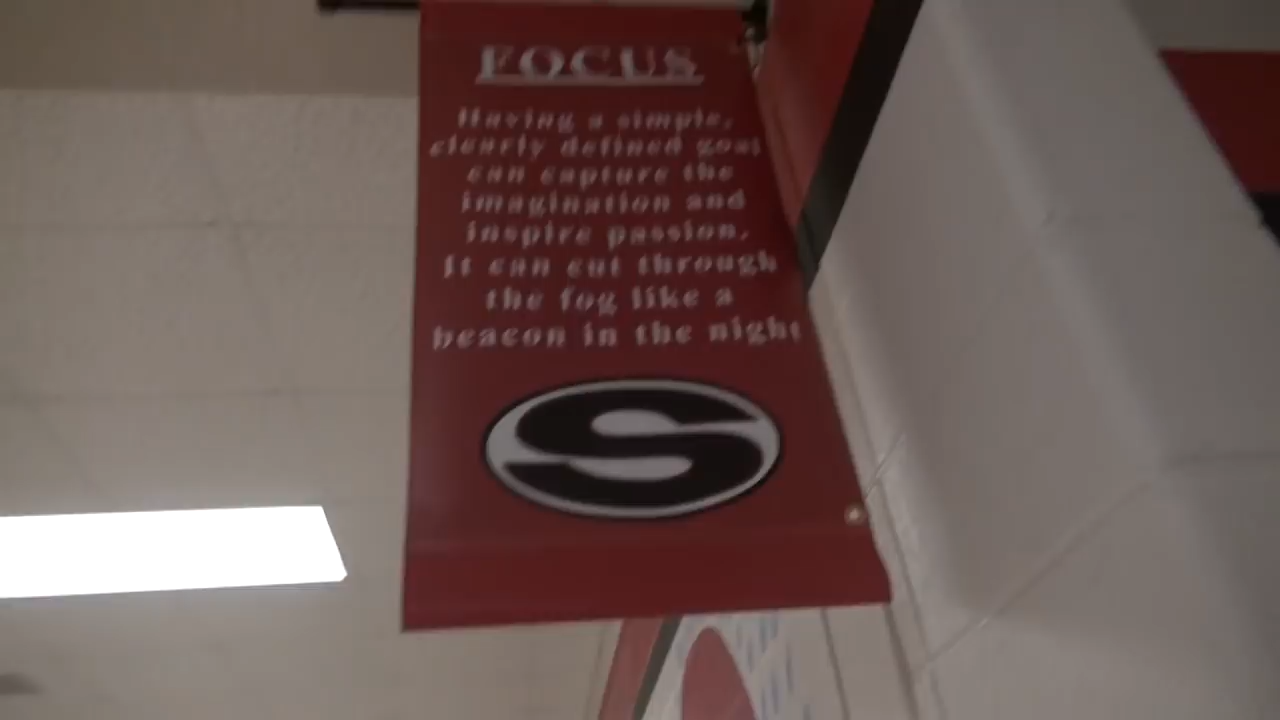 FOCUS
Having a simple,
clearly defined goal
can capture the
imagination and
inspire passion.
It can cut through
the fog like a
beacon in the night
S